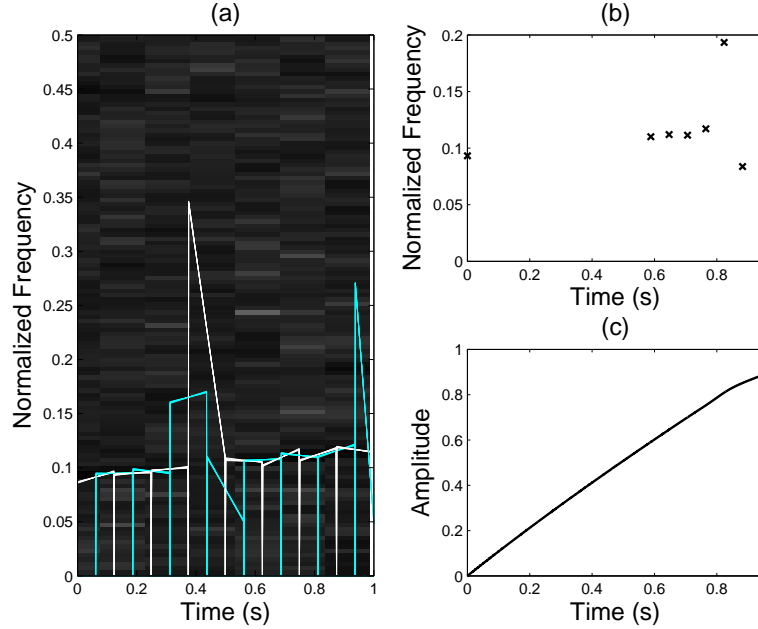 (a)
Normalized Frequency
0.5
0.45
0.4
0.35
0.3
0.25
0.2
0.15
0.1
0.05
0
0 0.2 0.4 0.6 0.8 1
Time (s)
(b)
Normalized Frequency
0.2
0.15
0.1
0.05
0
0 0.2 0.4 0.6 0.8
Time (s)
(c)
Amplitude
1
0.8
0.6
0.4
0.2
0
0 0.2 0.4 0.6 0.8
Time (s)